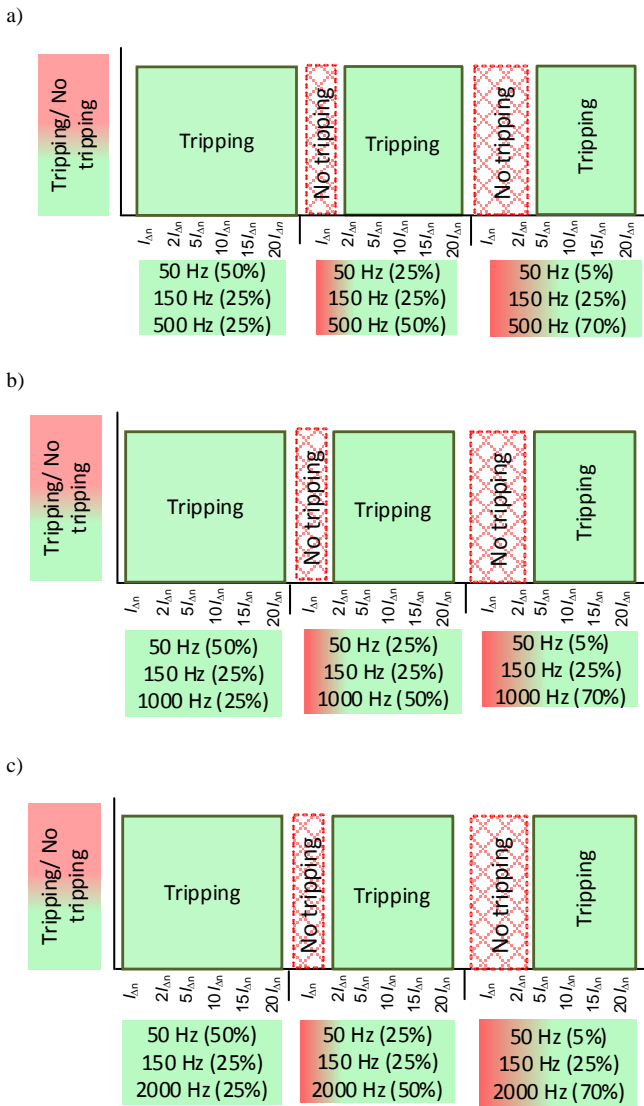 a)
Tripping/ No
tripping
Tripping
No tripping
Tripping
No tripping
Tripping
IΔn 2IΔn 5IΔn 10IΔn 15IΔn 20IΔn IΔn 2IΔn 5IΔn 10IΔn 15IΔn 20IΔn IΔn 2IΔn 5IΔn 10IΔn 15IΔn 20IΔn
50 Hz (50%)
150 Hz (25%)
500 Hz (25%)
50 Hz (25%)
150 Hz (25%)
500 Hz (50%)
50 Hz (5%)
150 Hz (25%)
500 Hz (70%)
b)
Tripping/ No
tripping
Tripping
No tripping
Tripping
No tripping
Tripping
IΔn 2IΔn 5IΔn 10IΔn 15IΔn 20IΔn IΔn 2IΔn 5IΔn 10IΔn 15IΔn 20IΔn IΔn 2IΔn 5IΔn 10IΔn 15IΔn 20IΔn
50 Hz (50%)
150 Hz (25%)
1000 Hz (25%)
50 Hz (25%)
150 Hz (25%)
1000 Hz (50%)
50 Hz (5%)
150 Hz (25%)
1000 Hz (70%)
c)
Tripping/ No
tripping
Tripping
No tripping
Tripping
No tripping
Tripping
IΔn 2IΔn 5IΔn 10IΔn 15IΔn 20IΔn IΔn 2IΔn 5IΔn 10IΔn 15IΔn 20IΔn IΔn 2IΔn 5IΔn 10IΔn 15IΔn 20IΔn
50 Hz (50%)
150 Hz (25%)
2000 Hz (25%)
50 Hz (25%)
150 Hz (25%)
2000 Hz (50%)
50 Hz (5%)
150 Hz (25%)
2000 Hz (70%)